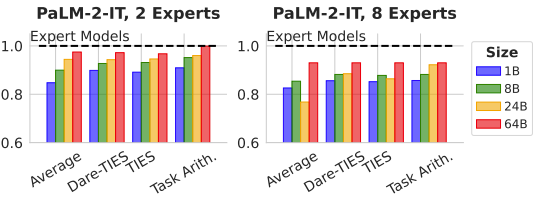 PaLM-2-IT, 2 Experts
1.0
0.8
0.6
Expert Models
Average
Dare-TIES
TIES
Task Arith.
PaLM-2-IT, 8 Experts
1.0
0.8
0.6
Expert Models
Average
Dare-TIES
TIES
Task Arith.
Size
1B
8B
24B
64B